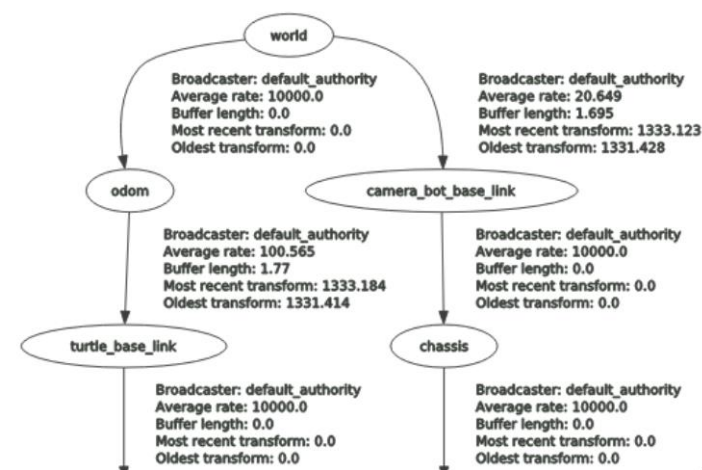 world
Broadcaster: default_authority
Average rate: 10000.0
Buffer length: 0.0
Most recent transform: 0.0
Oldest transform: 0.0
Broadcaster: default_authority
Average rate: 20.649
Buffer length: 1.695
Most recent transform: 1333.123
Oldest transform: 1331.428
odom
camera_bot_base_link
Broadcaster: default_authority
Average rate: 100.565
Buffer length: 1.77
Most recent transform: 1333.184
Oldest transform: 1331.414
Broadcaster: default_authority
Average rate: 10000.0
Buffer length: 0.0
Most recent transform: 0.0
Oldest transform: 0.0
turtle_base_link
chassis
Broadcaster: default_authority
Average rate: 10000.0
Buffer length: 0.0
Most recent transform: 0.0
Oldest transform: 0.0
Broadcaster: default_authority
Average rate: 10000.0
Buffer length: 0.0
Most recent transform: 0.0
Oldest transform: 0.0